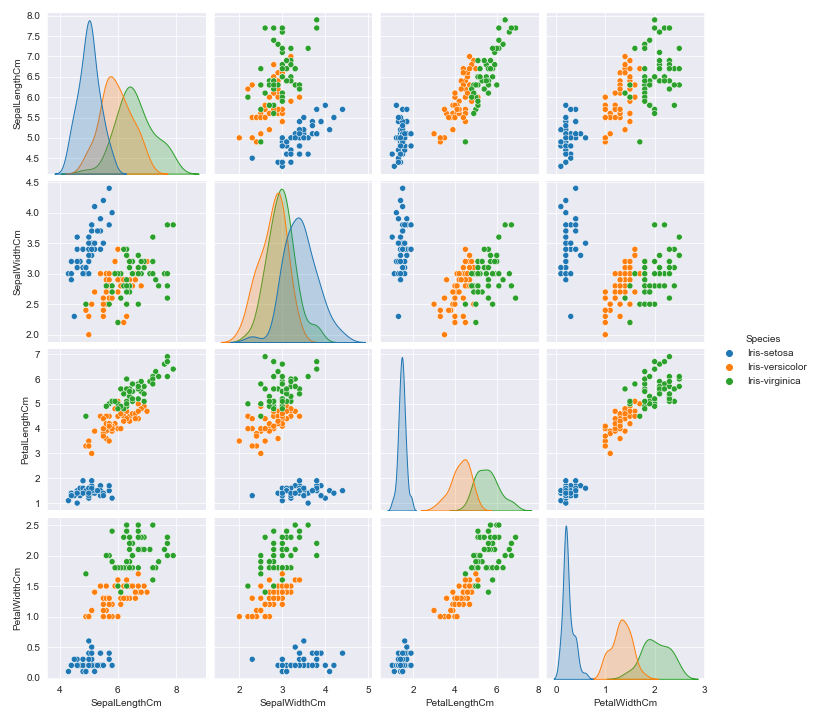 8.0
7.5
7.0
6.5
6.0
5.5
5.0
4.5
SepalLengthCm
4.5
4.0
3.5
3.0
2.5
2.0
SepalWidthCm
Species
Iris-setosa
Iris-versicolor
Iris-virginica
7
6
5
4
3
2
1
PetalLengthCm
2.5
2.0
1.5
1.0
0.5
0.0
PetalWidthCm
4 6 8
SepalLengthCm
2 3 4 5
SepalWidthCm
2 4 6 8
PetalLengthCm
0 1 2 3
PetalWidthCm